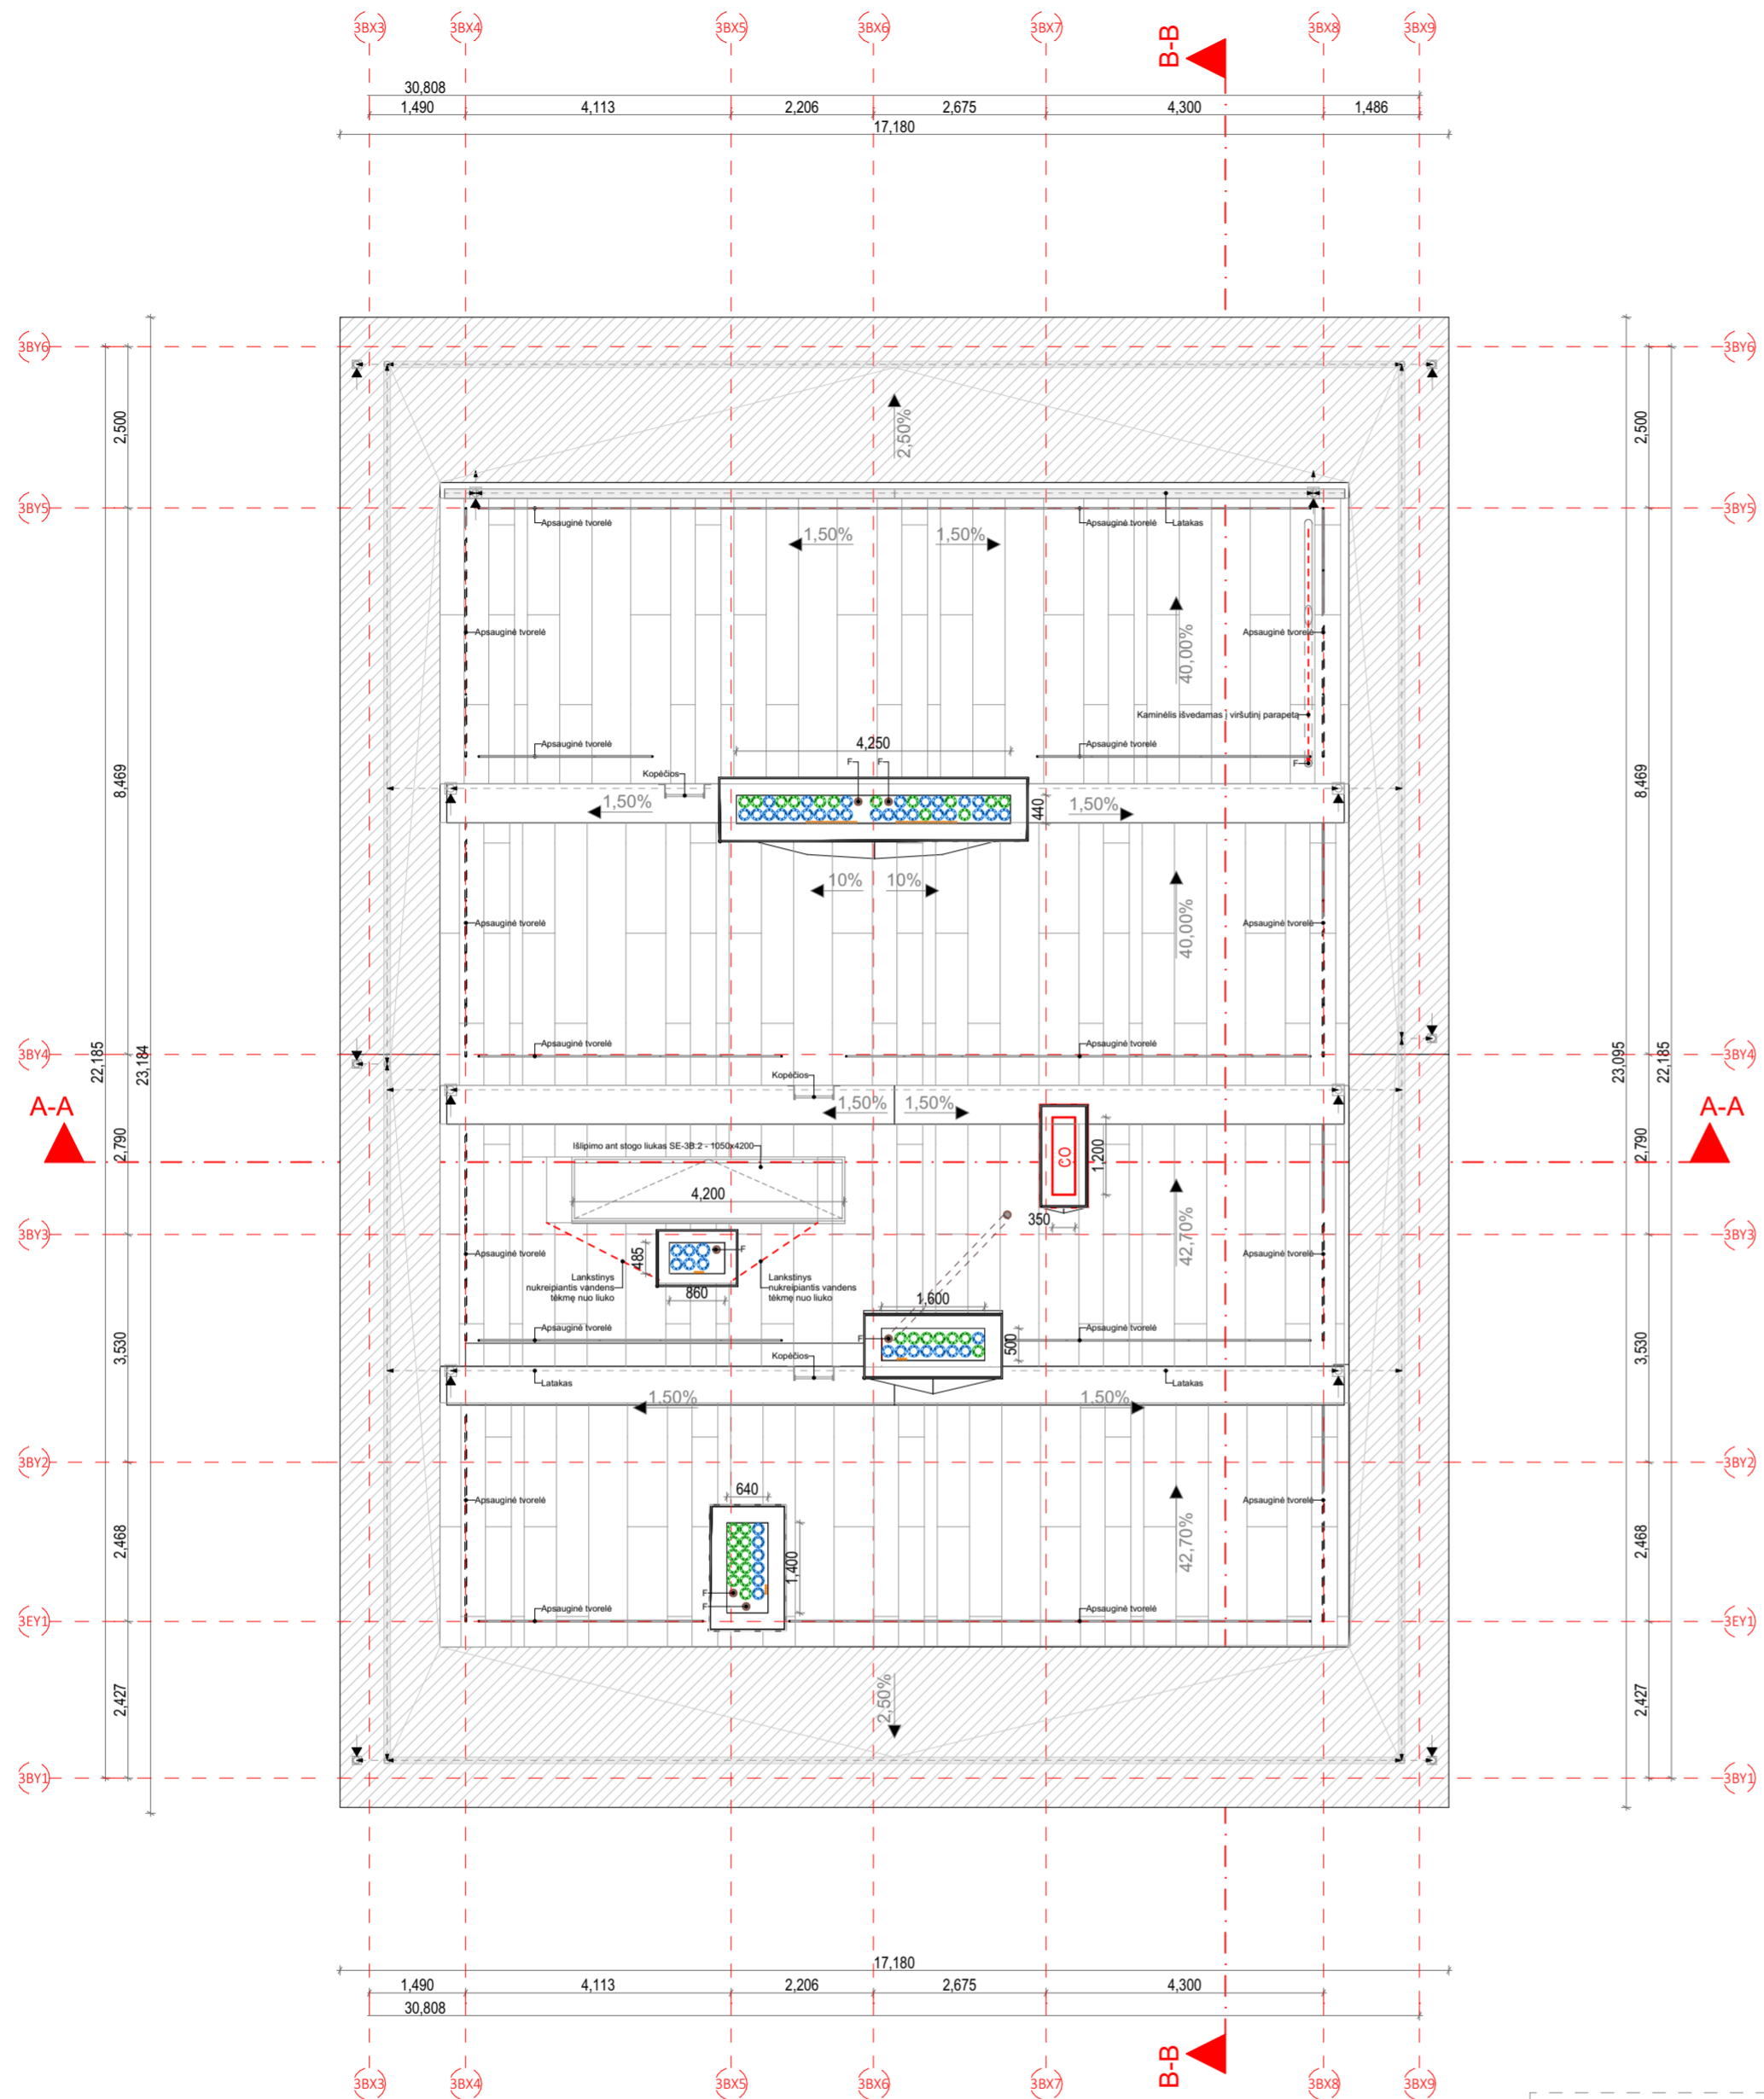 3BX3 3BX4 3BX5 3BX6 3BX7 B-B 3BX8 3BX9
30,808
1,490 4,113 2,206 2,675 4,300 1,486
17,180
3BY6 3BY6
2,500 2,500
2,50%
3BY5 3BY5
Apsauginė tvorelė Apsauginė tvorelė Latakas
1,50% 1,50%
Apsauginė tvorelė 40,00% Apsauginė tvorelė
Kaminėlis išvedamas į viršutinį parapetą
Apsauginė tvorelė 4,250 Apsauginė tvorelė
F F F
Kopėčios
8,469 8,469
1,50% 440 1,50%
10% 10%
Apsauginė tvorelė 40,00% Apsauginė tvorelė
Apsauginė tvorelė Apsauginė tvorelė
3BY4 3BY4
22,185 23,184 23,095 22,185
Kopėčios
1,50% 1,50%
A-A A-A
2,790 2,790
Išlipimo ant stogo liukas SE-3B.2 - 1050x4200
CO 1,200
4,200
350
42,70%
3BY3 3BY3
Apsauginė tvorelė 485 F Apsauginė tvorelė
Lankstinys
nukreipiantis vandens
tėkmę nuo liuko
Lankstinys
nukreipiantis vandens
tėkmę nuo liuko
860
1,600
Apsauginė tvorelė F 500 Apsauginė tvorelė
3,530 3,530
Kopėčios
Latakas Latakas
1,50% 1,50%
3BY2 3BY2
640
Apsauginė tvorelė Apsauginė tvorelė
2,468 1,400 42,70% 2,468
F
F
Apsauginė tvorelė Apsauginė tvorelė
3EY1 3EY1
2,427 2,50% 2,427
3BY1 3BY1
17,180
1,490 4,113 2,206 2,675 4,300
30,808
B-B
3BX3 3BX4 3BX5 3BX6 3BX7 3BX8 3BX9